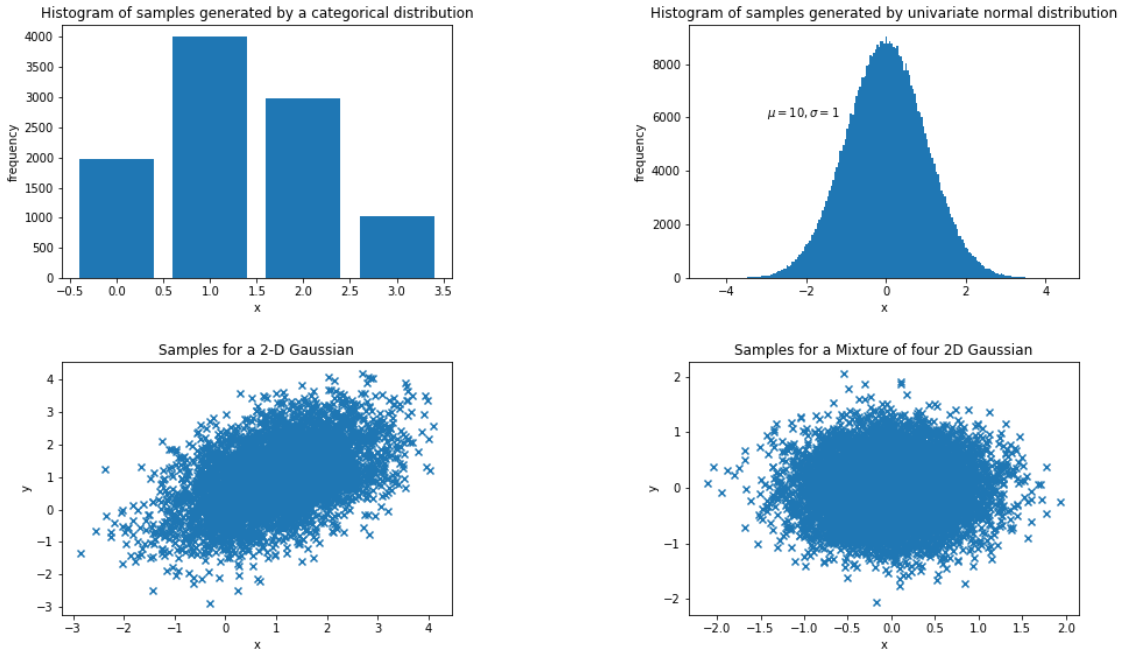 Histogram of samples generated by a categorical distribution
frequency
4000
3500
3000
2500
2000
1500
1000
500
0
−0.5 0.0 0.5 1.0 1.5 2.0 2.5 3.0 3.5
x
Histogram of samples generated by univariate normal distribution
frequency
8000
6000
4000
2000
0
μ = 10, σ = 1
−4 −2 0 2 4
x
Samples for a 2-D Gaussian
y
4
3
2
1
0
−1
−2
−3
−3 −2 −1 0 1 2 3 4
x
Samples for a Mixture of four 2D Gaussian
y
2
1
0
−1
−2
−2.0 −1.5 −1.0 −0.5 0.0 0.5 1.0 1.5 2.0
x